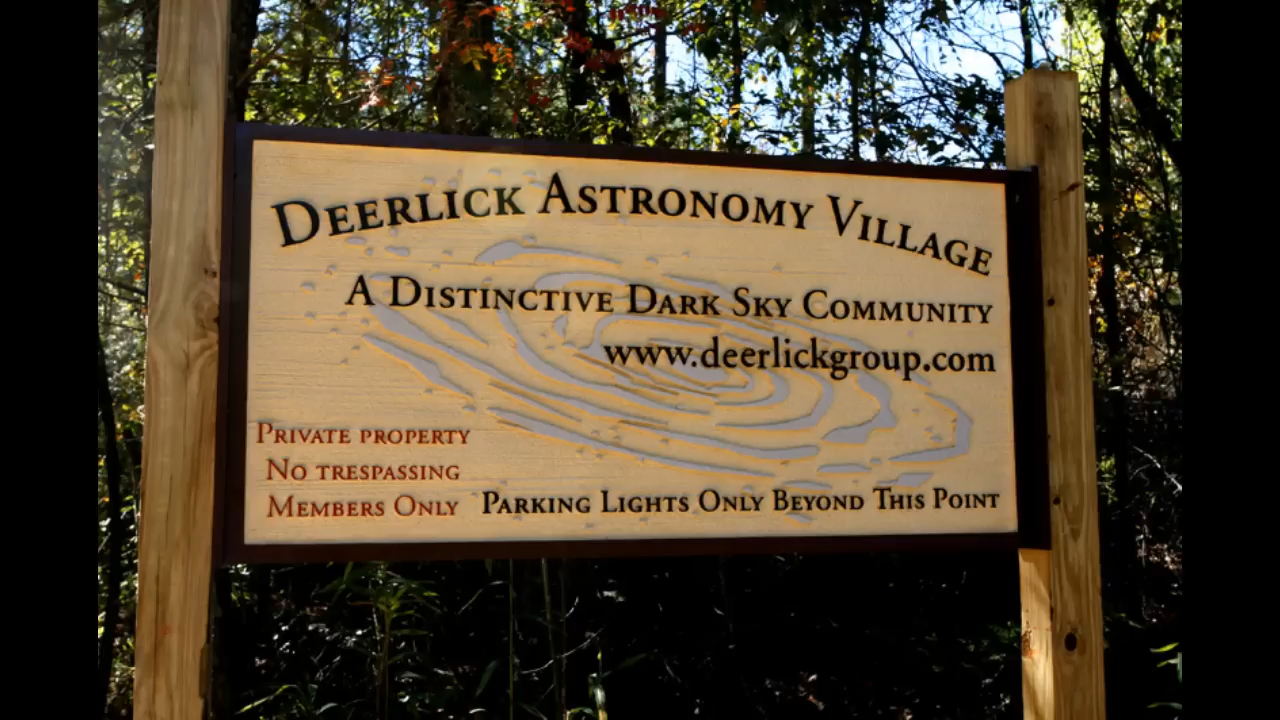 Deerlick Astronomy Village
A Distinctive Dark Sky Community
www.deerlickgroup.com
Private property
No trespassing
Members Only
Parking Lights Only Beyond This Point